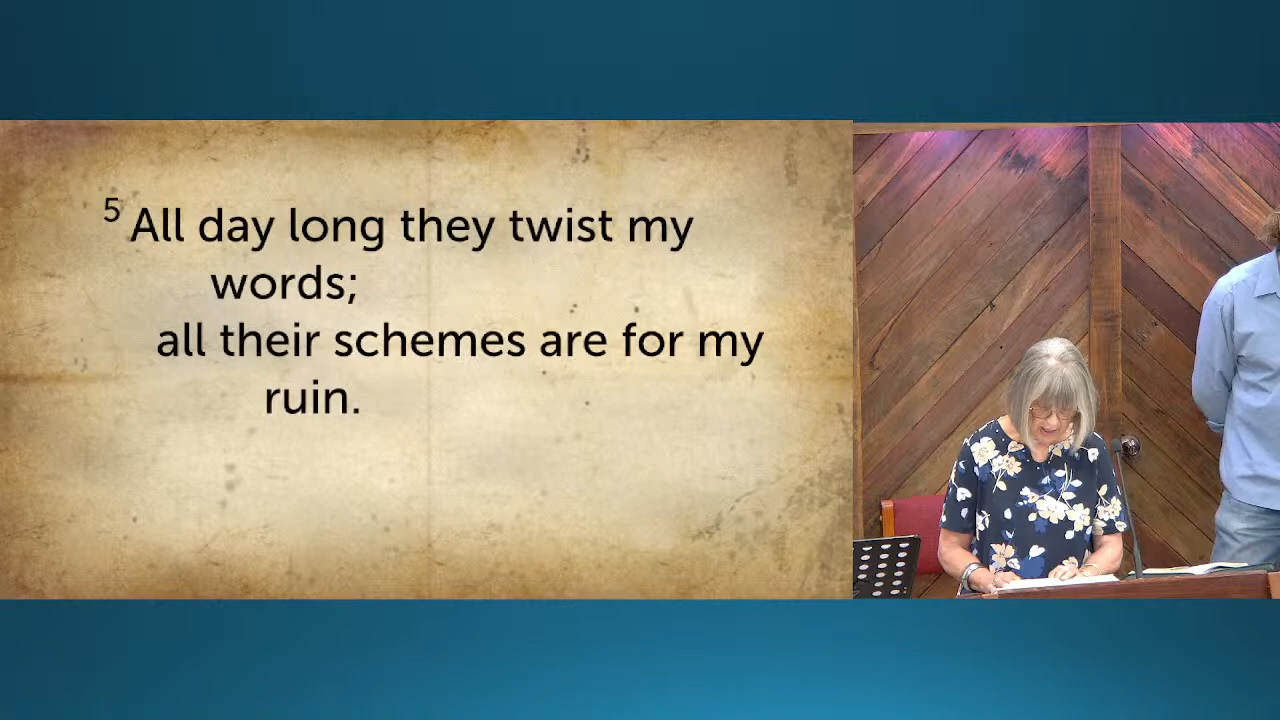 5 All day long they twist my
words;
all their schemes are for my
ruin.